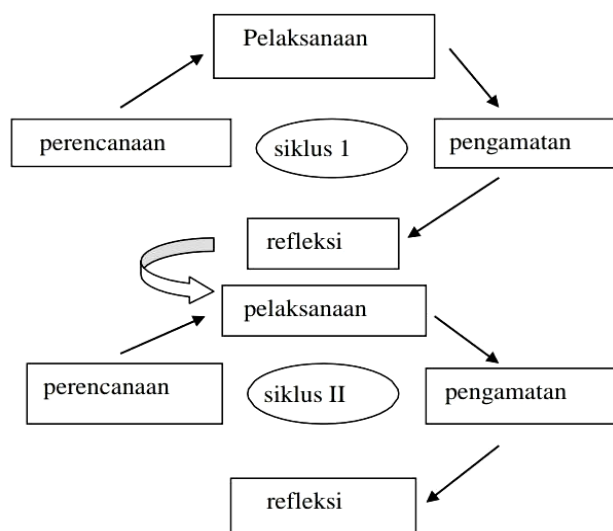 Pelaksanaan
perencanaan
siklus 1
pengamatan
refleksi
pelaksanaan
perencanaan
siklus II
pengamatan
refleksi